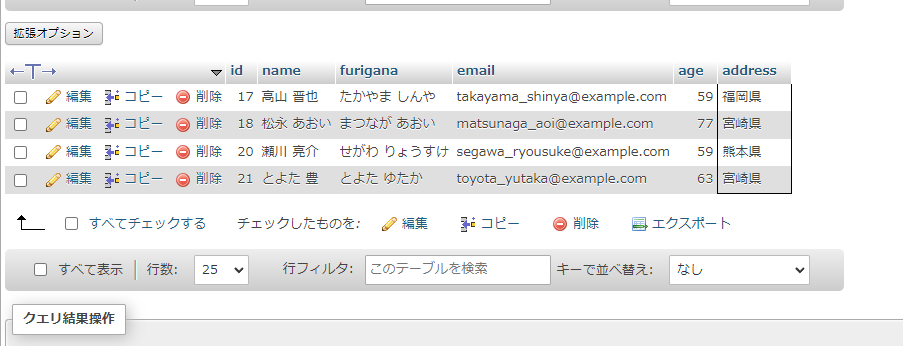 拡張オプション
←T→ id name furigana email age address
編集 コピー 削除 17 高山 晋也 たかやま しんや takayama_shinya@example.com 59 福岡県
編集 コピー 削除 18 松永 あおい まつなが あおい matsunaga_aoi@example.com 77 宮崎県
編集 コピー 削除 20 瀬川 亮介 せがわ りょうすけ segawa_ryousuke@example.com 59 熊本県
編集 コピー 削除 21 とよた 豊 とよた ゆたか toyota_yutaka@example.com 63 宮崎県
すべてチェックする チェックしたものを: 編集 コピー 削除 エクスポート
すべて表示 行数: 25 行フィルタ: このテーブルを検索 キーで並べ替え: なし
クエリ結果操作